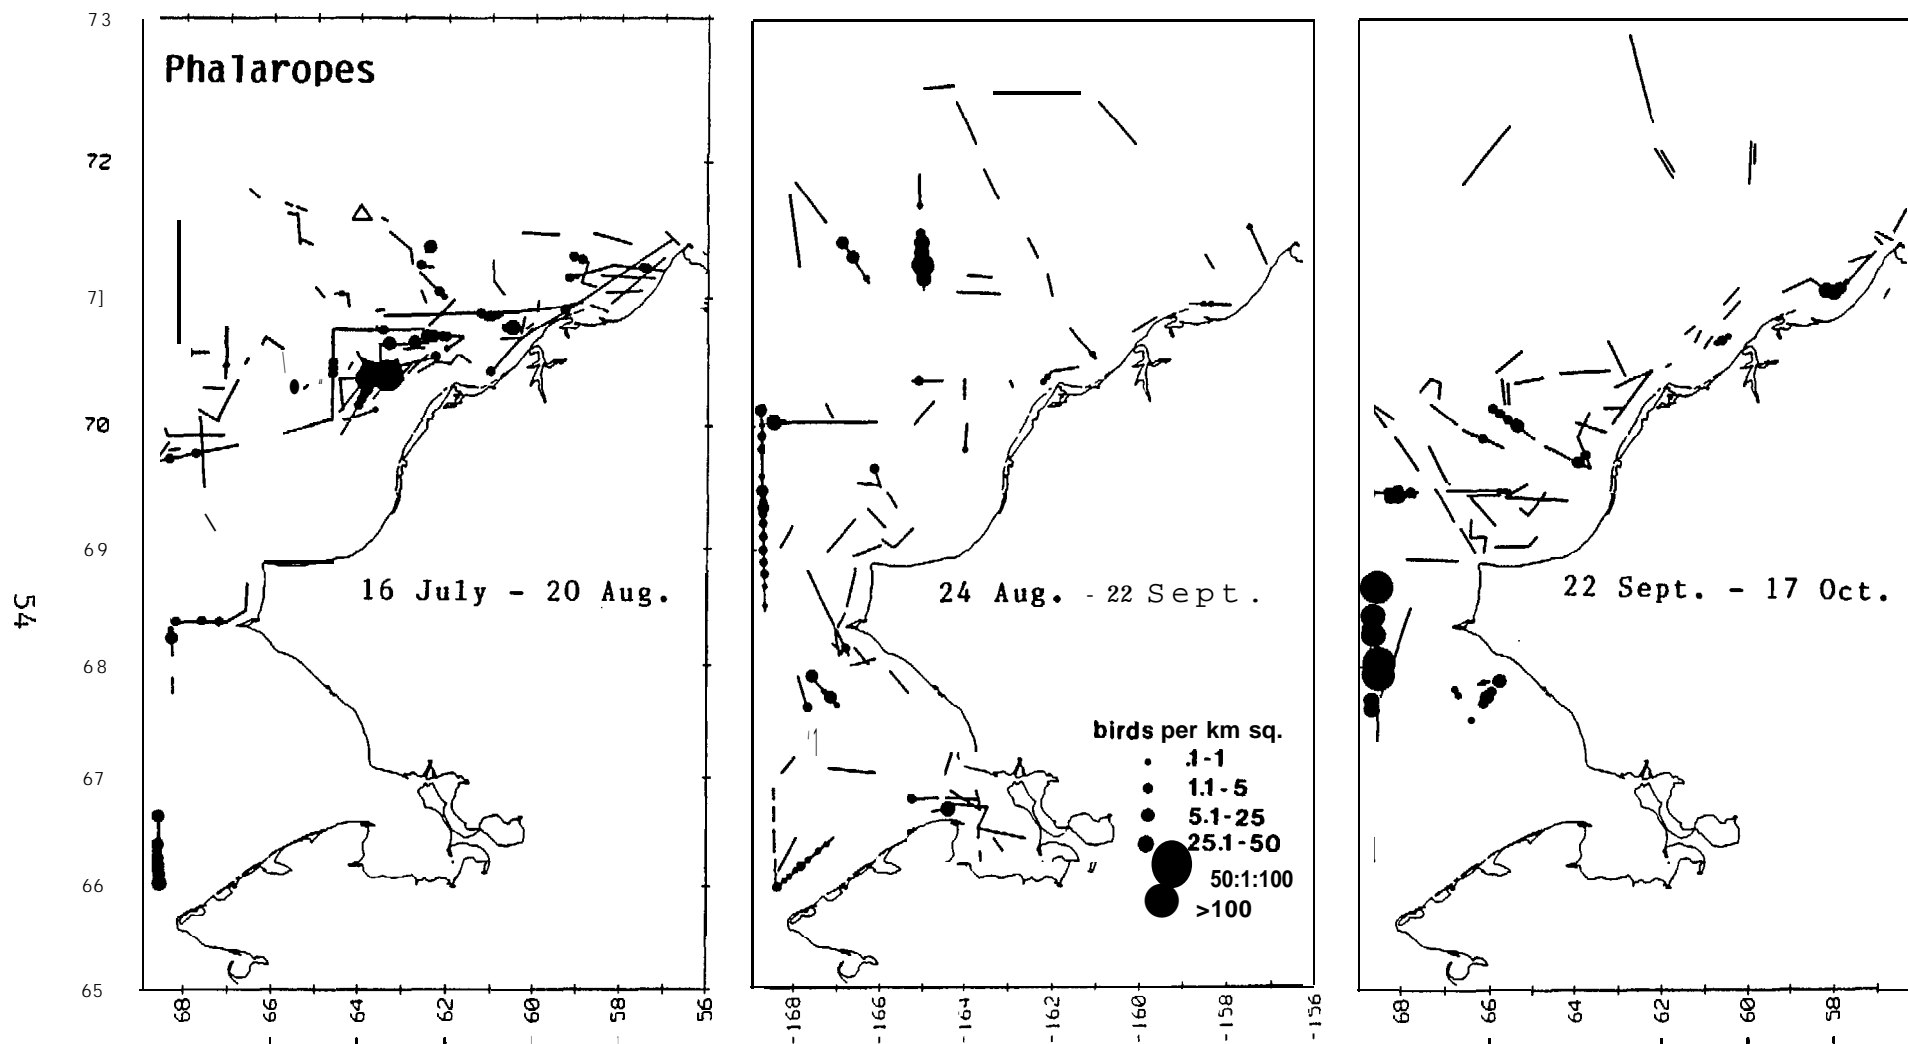 Phalaropes
73
72
71
70
69
68
67
66
65
54
16 July - 20 Aug.
24 Aug. - 22 Sept.
22 Sept. - 17 Oct.
birds per km sq.
.1-1
1.1-5
5.1-25
25.1-50
50:1:100
>100
68 66 64 62 60 58 56
-168 -166 -164 -162 -160 -158 -156
68 66 64 62 60 58